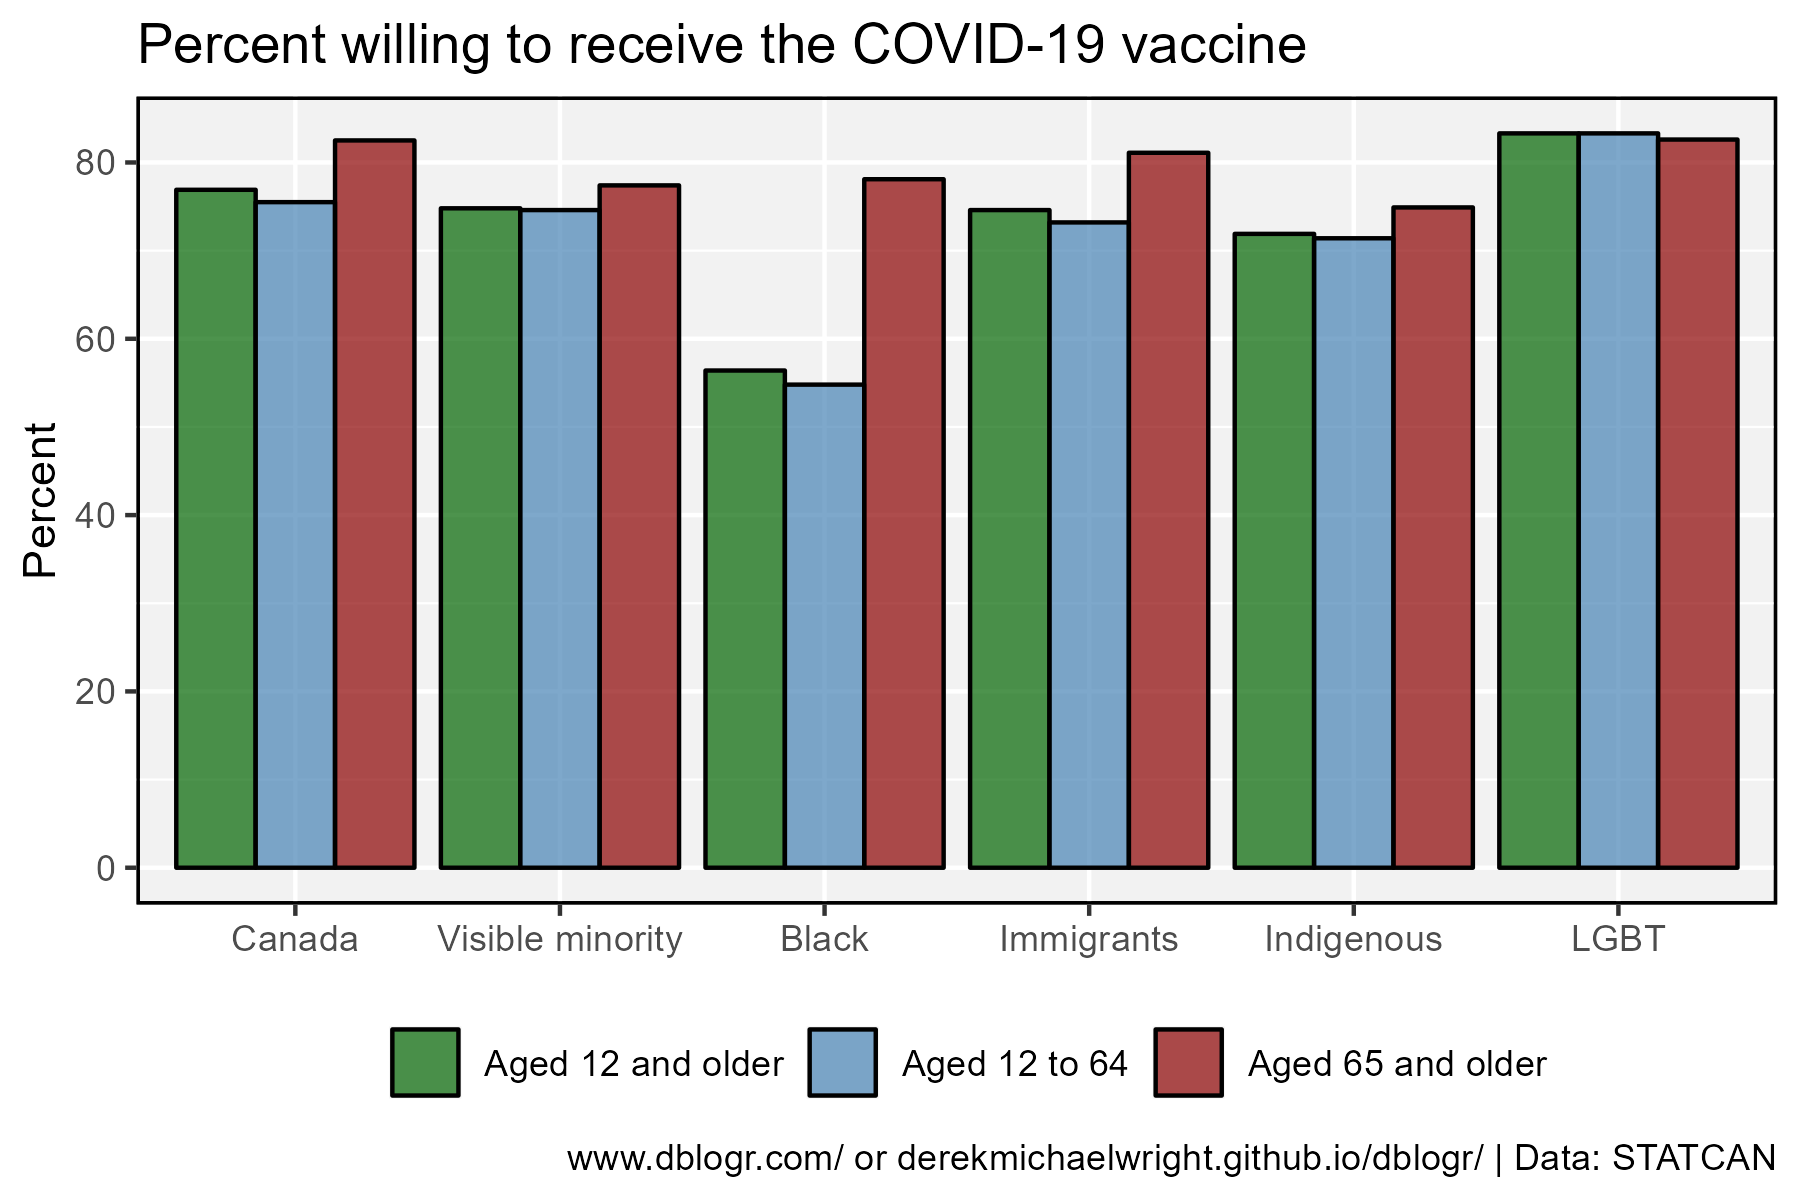 Percent willing to receive the COVID-19 vaccine
Percent
80
60
40
20
0
Canada Visible minority Black Immigrants Indigenous LGBT
Aged 12 and older Aged 12 to 64 Aged 65 and older
www.dblogr.com/ or derekmichaelwright.github.io/dblogr/ | Data: STATCAN